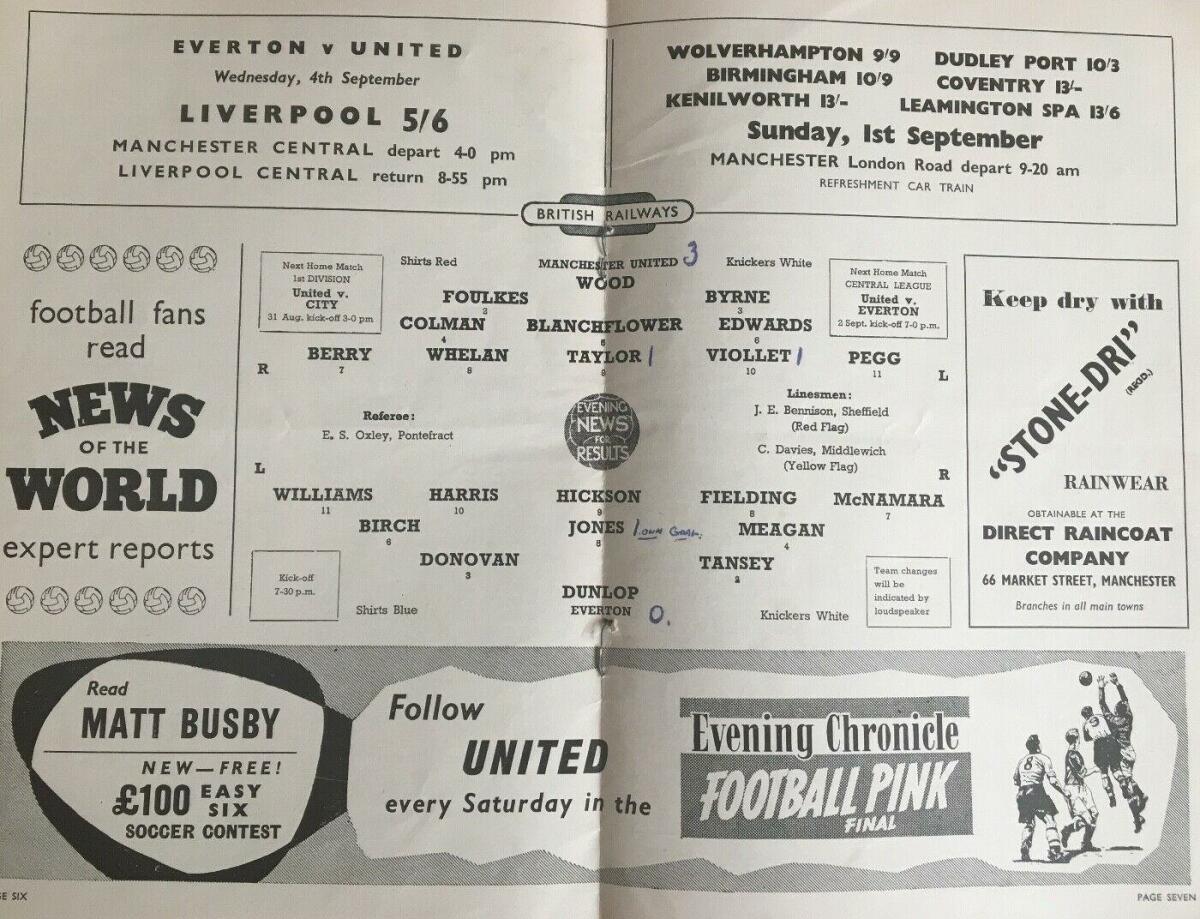 EVERTON v UNITED
Wednesday, 4th September
LIVERPOOL 5/6
MANCHESTER CENTRAL depart 4-0 pm
LIVERPOOL CENTRAL return 8-55 pm
WOLVERHAMPTON 9/9 DUDLEY PORT 10/3
BIRMINGHAM 10/9 COVENTRY 13/-
KENILWORTH 13/- LEAMINGTON SPA 13/6
Sunday, 1st September
MANCHESTER London Road depart 9-20 am
REFRESHMENT CAR TRAIN
BRITISH RAILWAYS
football fans
read
NEWS
OF THE
WORLD
expert reports
Next Home Match
1st DIVISION
United v.
CITY
31 Aug. kick-off 3-0 pm
Shirts Red
MANCHESTER UNITED 3
Knickers White
Next Home Match
CENTRAL LEAGUE
United v.
EVERTON
2 Sept. kick-off 7-0 p.m.
WOOD
FOULKES BYRNE
2 3
COLMAN BLANCHFLOWER EDWARDS
4 5 6
BERRY WHELAN TAYLOR 1 VIOLLET 1 PEGG
R 7 8 9 10 11 L
Referee:
E. S. Oxley, Pontefract
EVENING
NEWS
FOR
RESULTS
Linesmen:
J. E. Bennison, Sheffield
(Red Flag)
C. Davies, Middlewich
(Yellow Flag)
L R
WILLIAMS HARRIS HICKSON FIELDING McNAMARA
11 10 9 8 7
BIRCH JONES 1 own Goal. MEAGAN
6 5 4
DONOVAN TANSEY
3 2
DUNLOP
EVERTON 0.
Kick-off
7-30 p.m.
Shirts Blue
Knickers White
Team changes
will be
indicated by
loudspeaker
Keep dry with
"STONE-DRI"
(REGD.)
RAINWEAR
OBTAINABLE AT THE
DIRECT RAINCOAT
COMPANY
66 MARKET STREET, MANCHESTER
Branches in all main towns
Read
MATT BUSBY
NEW—FREE!
£100 EASY
SIX
SOCCER CONTEST
Follow
UNITED
every Saturday in the
Evening Chronicle
FOOTBALL PINK
FINAL
8
GE SIX
PAGE SEVEN